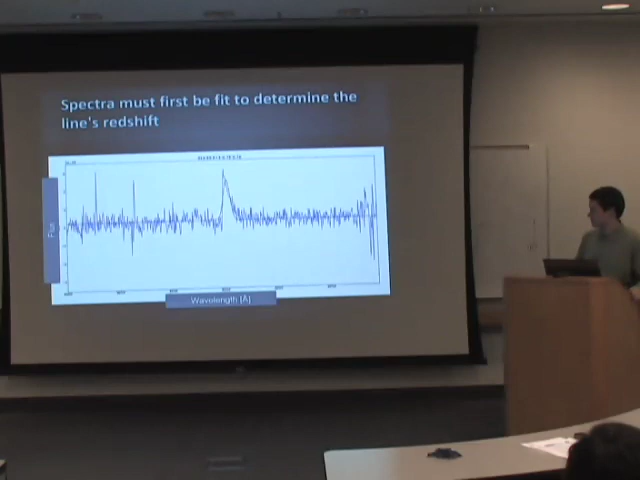 Spectra must first be fit to determine the
line's redshift
Flux
Wavelength [Å]